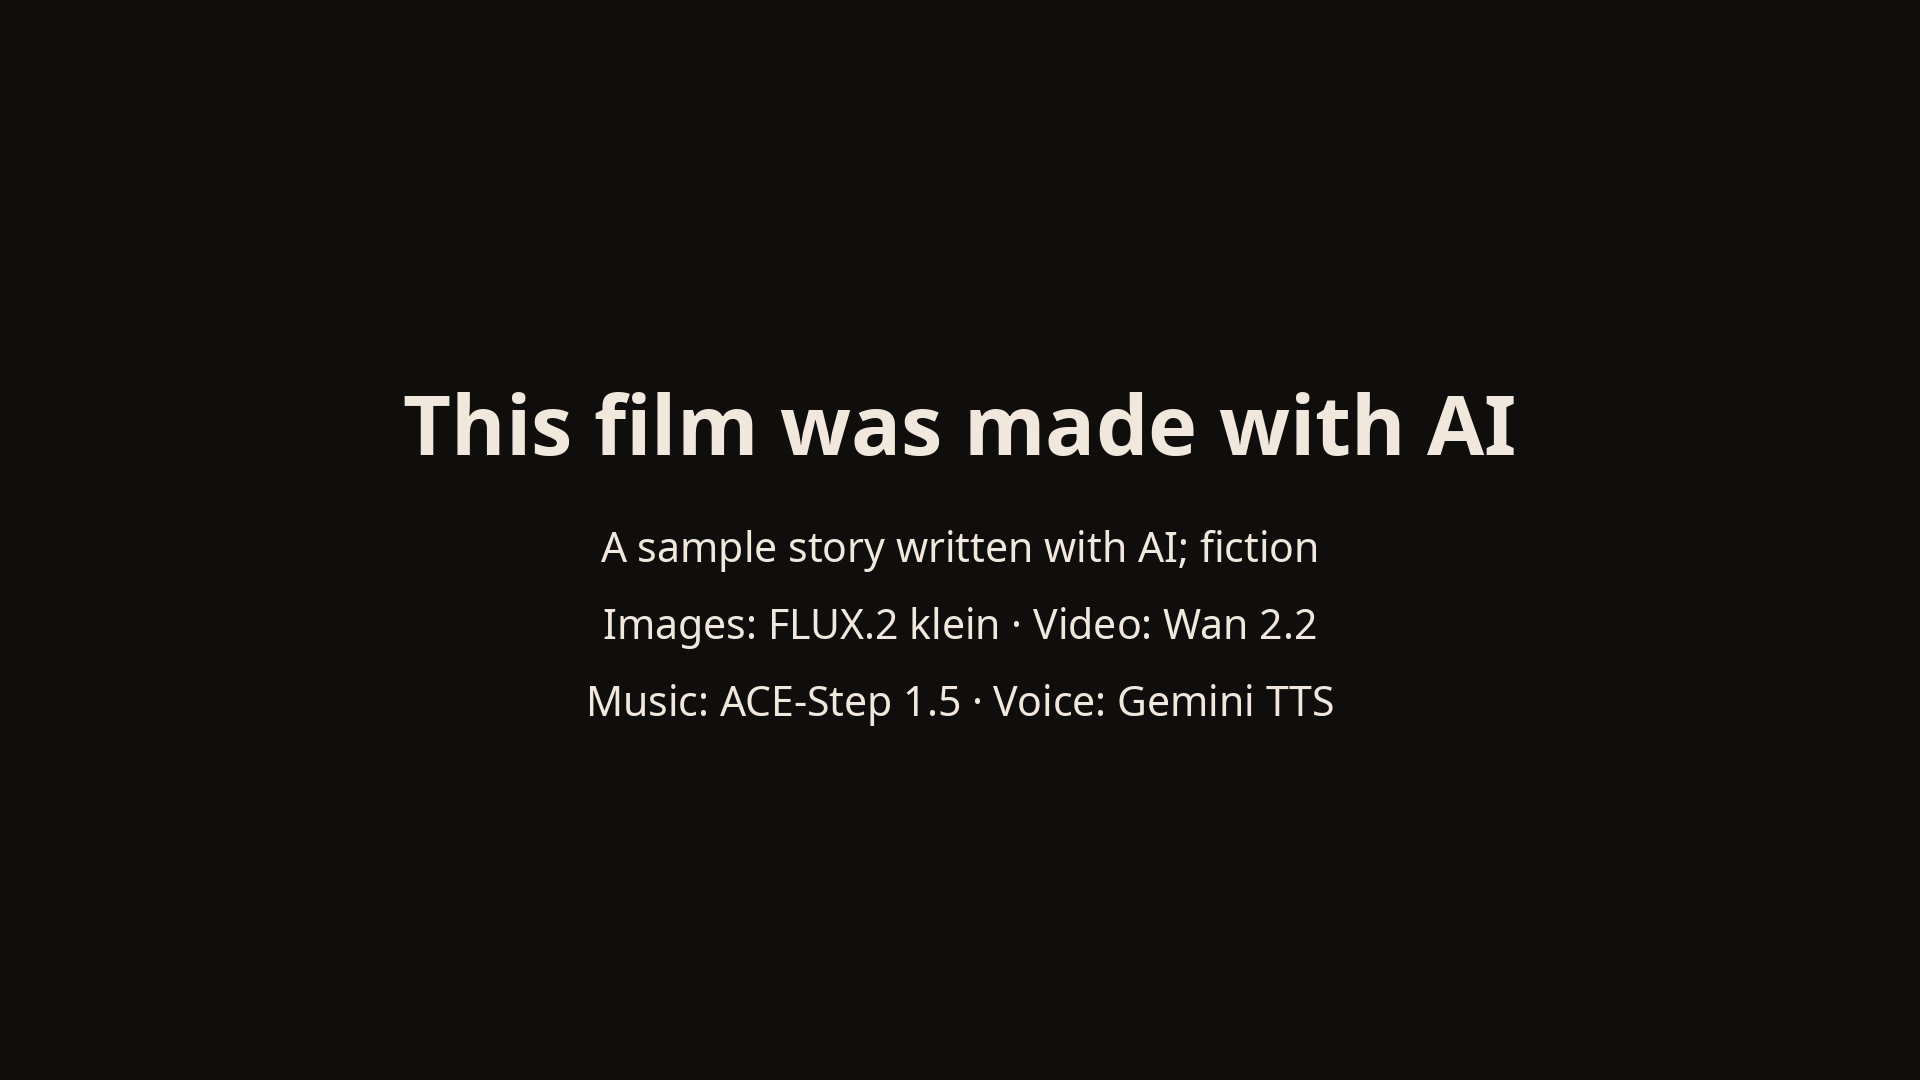 This film was made with AI
A sample story written with AI; fiction
Images: FLUX.2 klein · Video: Wan 2.2
Music: ACE-Step 1.5 · Voice: Gemini TTS